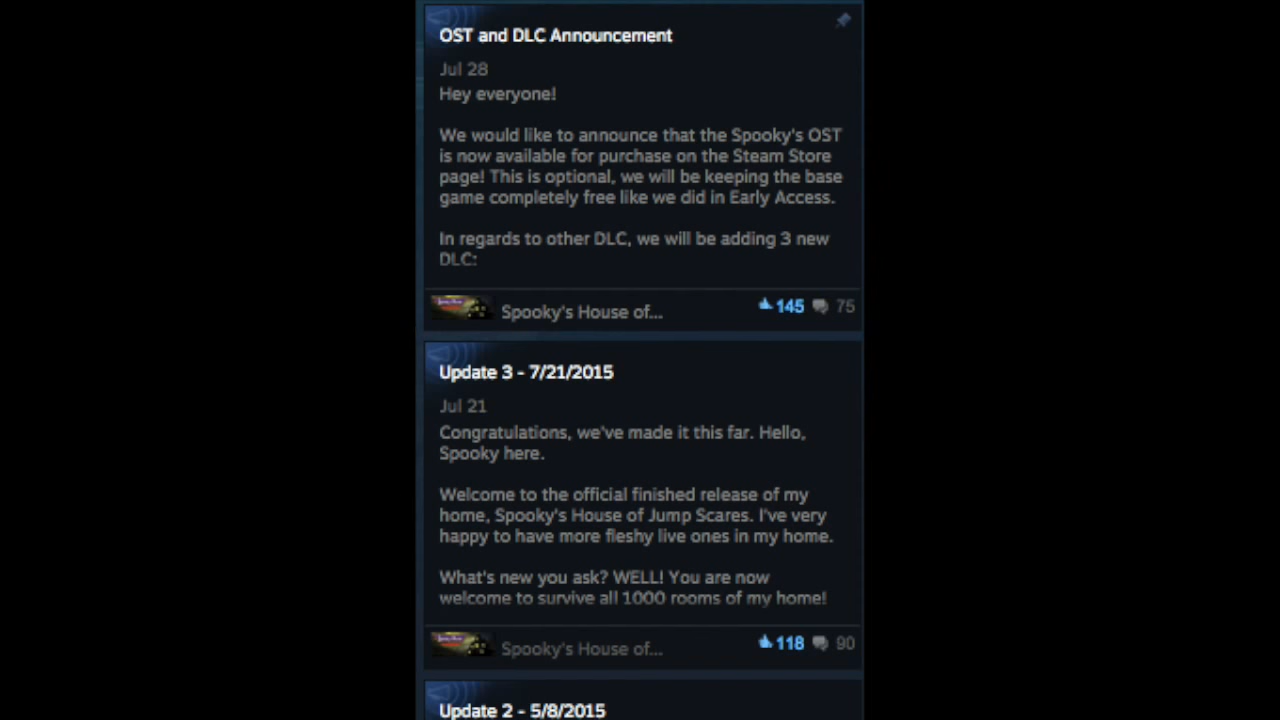 OST and DLC Announcement
Jul 28
Hey everyone!
We would like to announce that the Spooky's OST
is now available for purchase on the Steam Store
page! This is optional, we will be keeping the base
game completely free like we did in Early Access.
In regards to other DLC, we will be adding 3 new
DLC:
Spooky's House of...
145
75
Update 3 - 7/21/2015
Jul 21
Congratulations, we've made it this far. Hello,
Spooky here.
Welcome to the official finished release of my
home, Spooky's House of Jump Scares. I've very
happy to have more fleshy live ones in my home.
What's new you ask? WELL! You are now
welcome to survive all 1000 rooms of my home!
Spooky's House of...
118
90
Update 2 - 5/8/2015